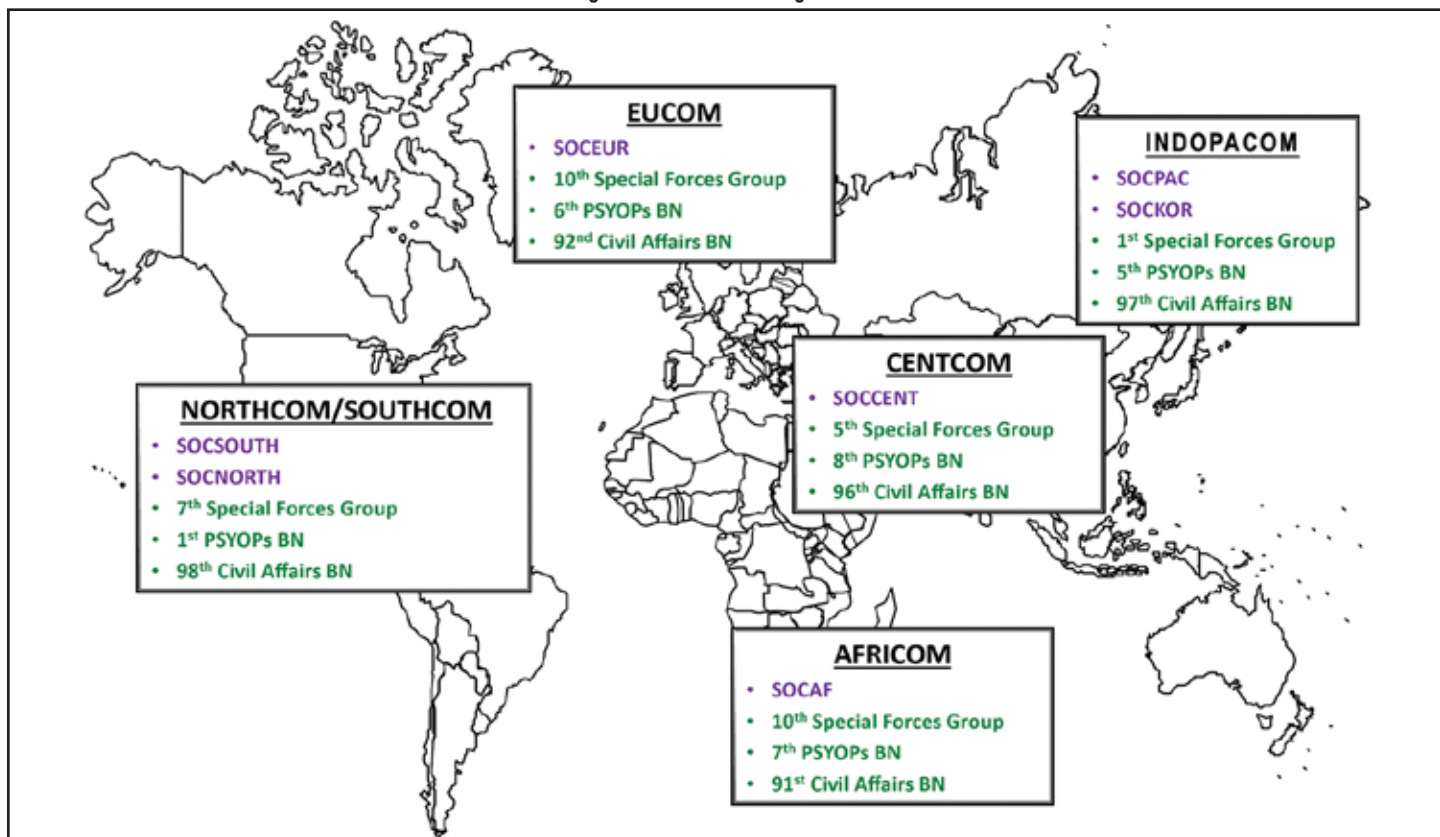 EUCOM
• SOCEUR
• 10th Special Forces Group
• 6th PSYOPs BN
• 92nd Civil Affairs BN
INDOPACOM
• SOCPAC
• SOCKOR
• 1st Special Forces Group
• 5th PSYOPs BN
• 97th Civil Affairs BN
CENTCOM
• SOCCENT
• 5th Special Forces Group
• 8th PSYOPs BN
• 96th Civil Affairs BN
NORTHCOM/SOUTHCOM
• SOCSOUTH
• SOCNORTH
• 7th Special Forces Group
• 1st PSYOPs BN
• 98th Civil Affairs BN
AFRICOM
• SOCAF
• 10th Special Forces Group
• 7th PSYOPs BN
• 91st Civil Affairs BN